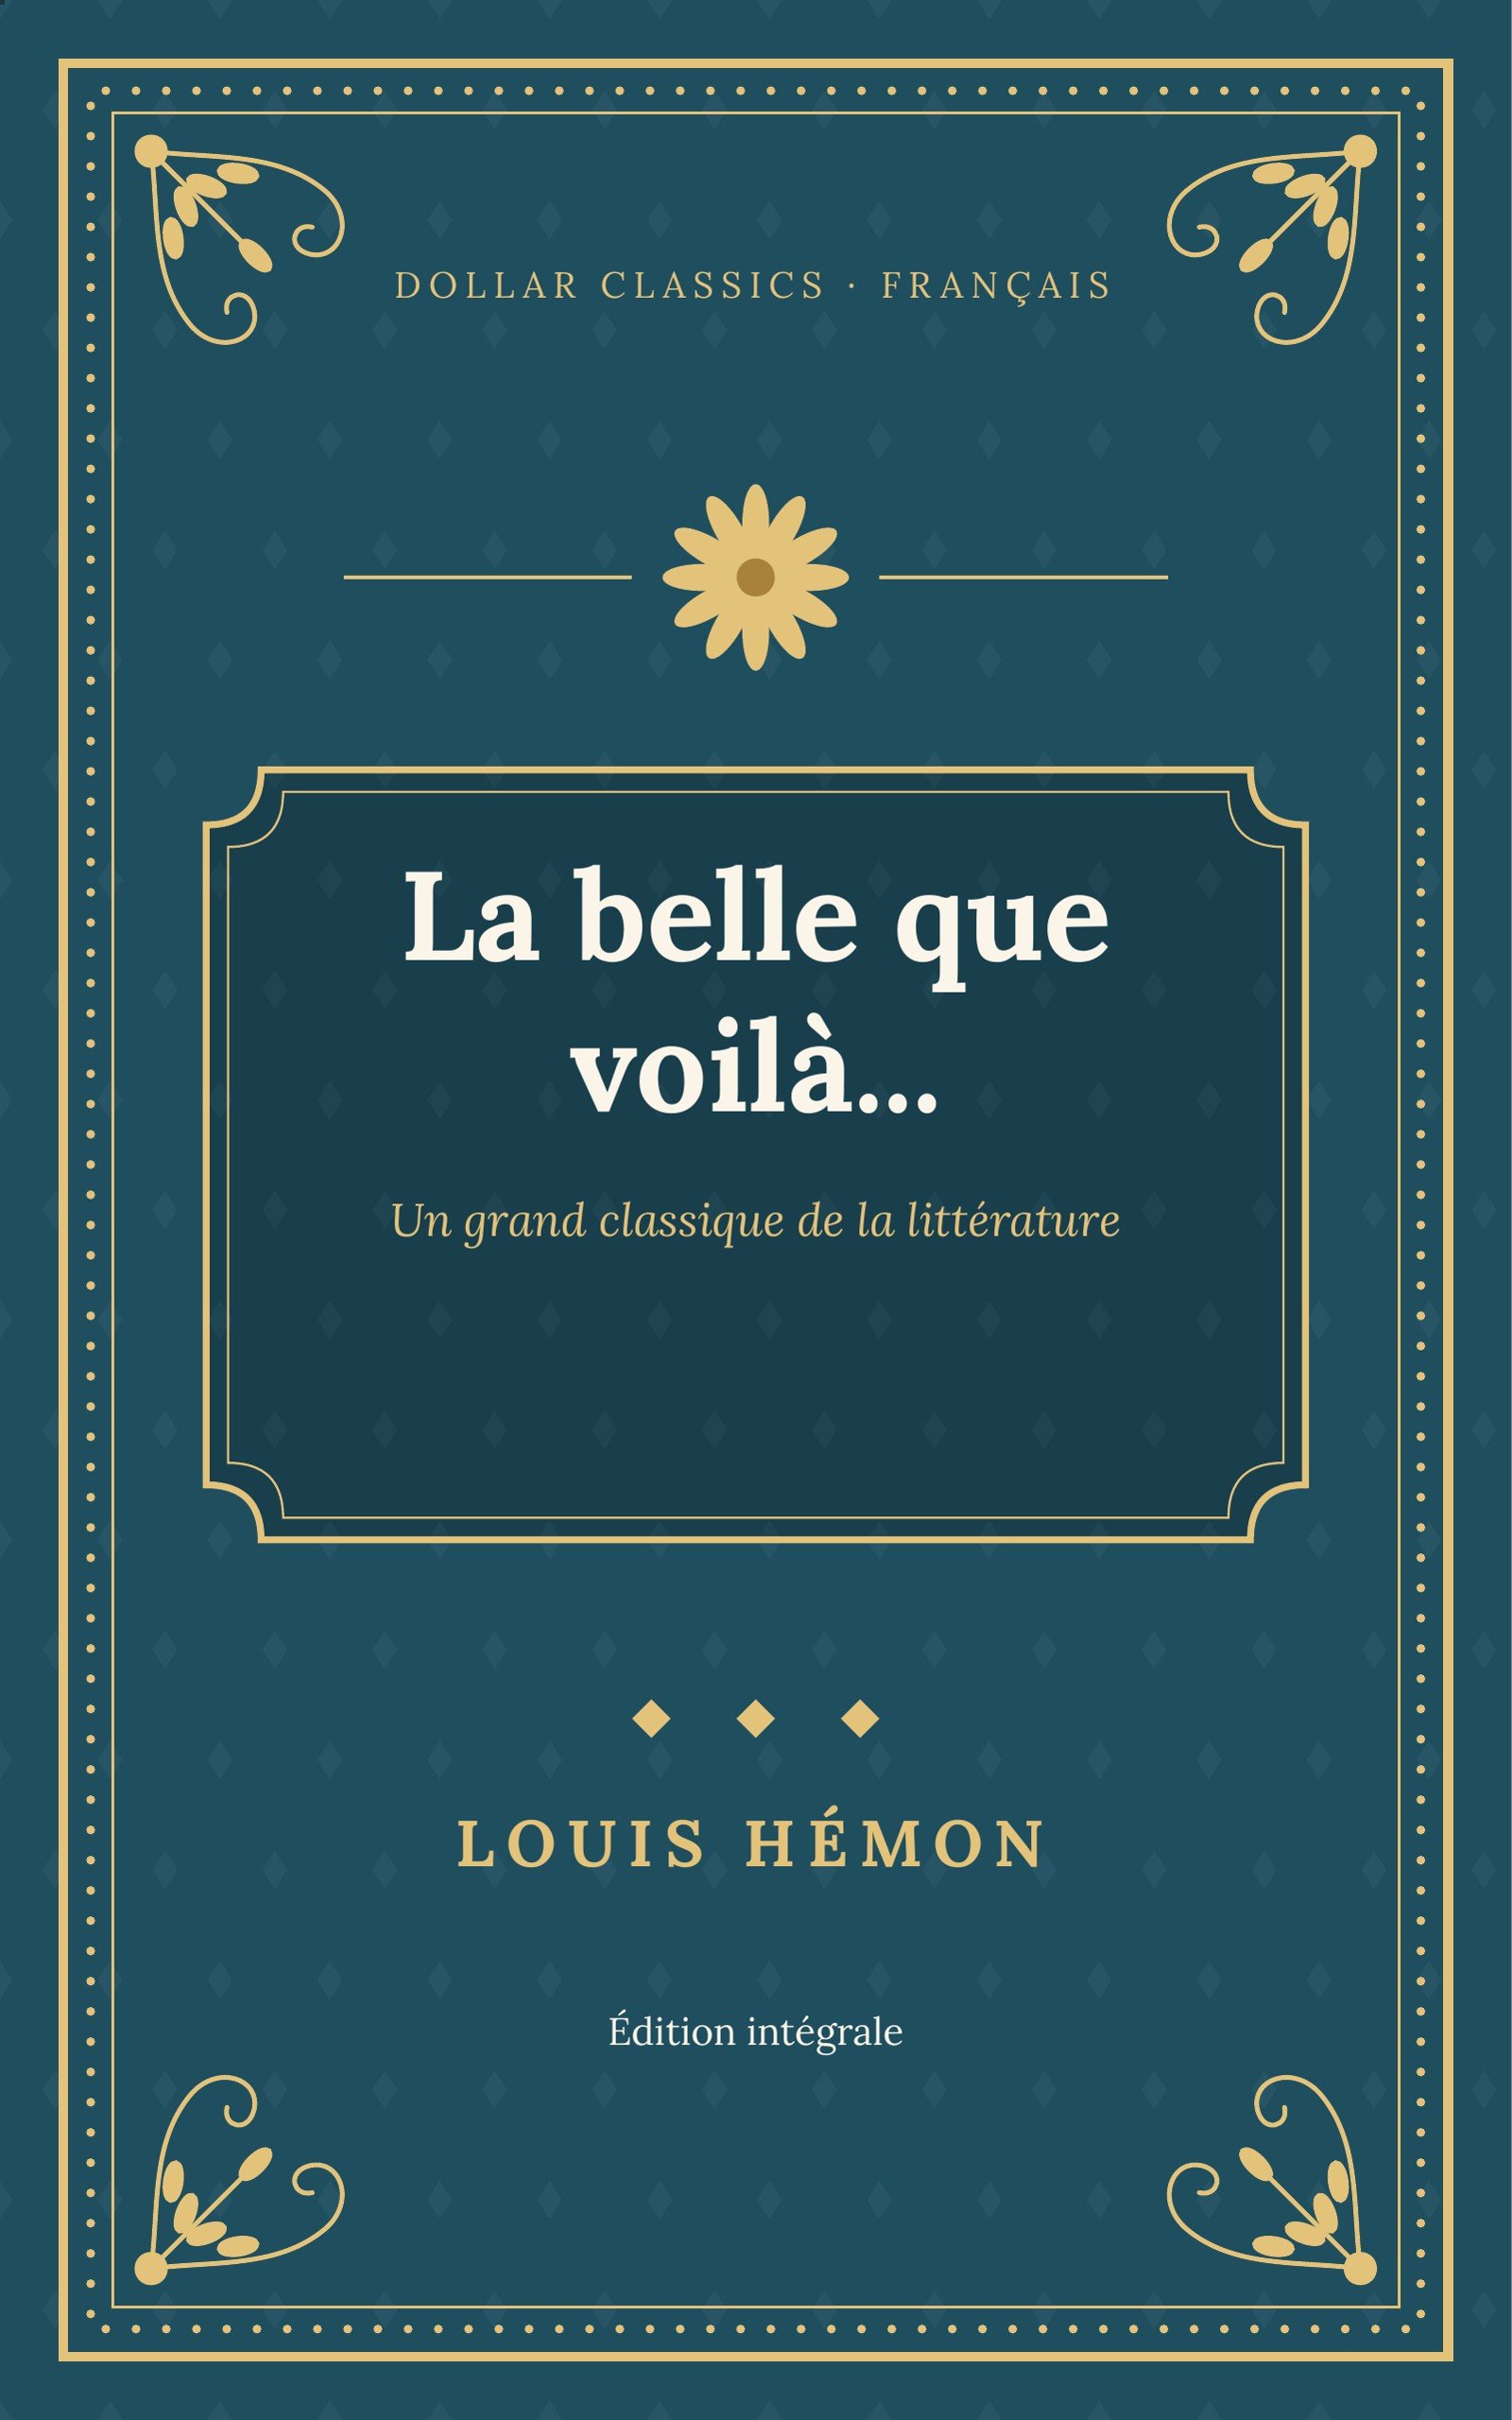 DOLLAR CLASSICS · FRANÇAIS
La belle que
voilà...
Un grand classique de la littérature
LOUIS HÉMON
Édition intégrale